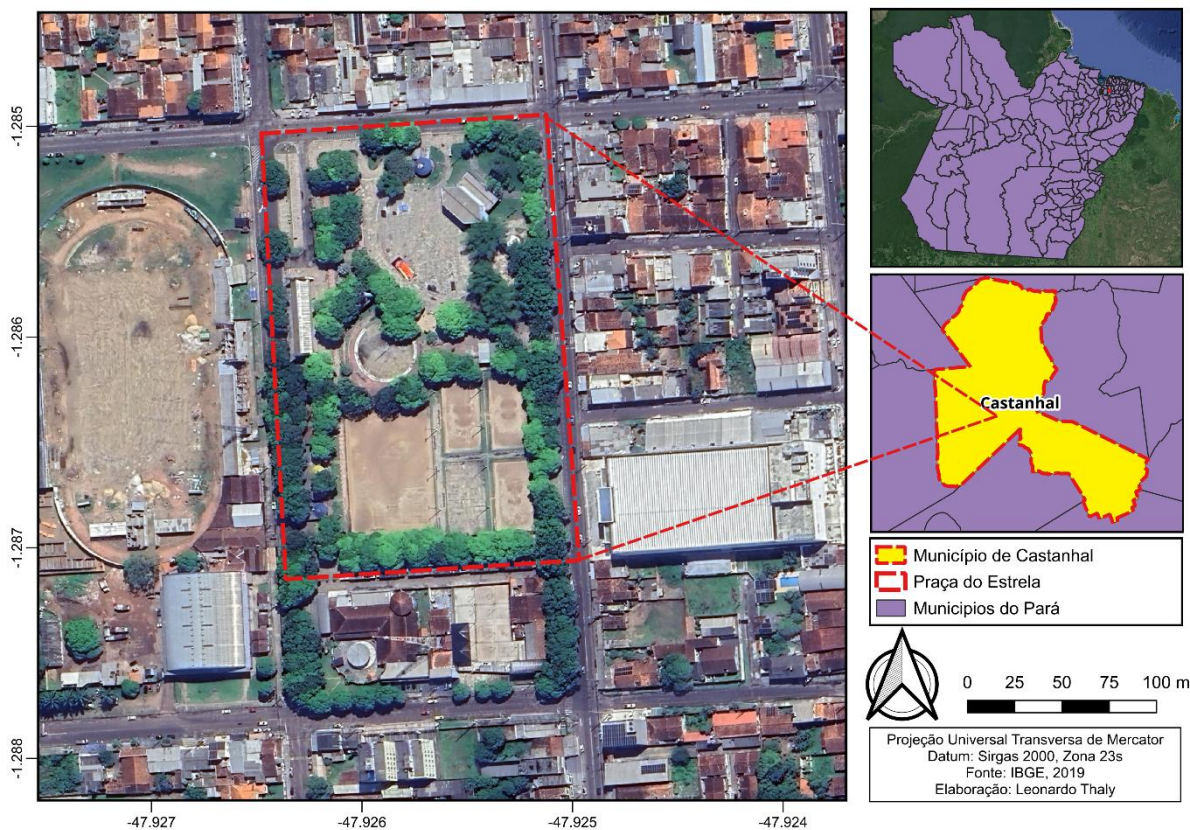 -1.285
-1.286
-1.287
-1.288
-47.927
-47.926
-47.925
-47.924
Castanhal
Município de Castanhal
Praça do Estrela
Municipios do Pará
0 25 50 75 100 m
Projeção Universal Transversa de Mercator
Datum: Sirgas 2000, Zona 23s
Fonte: IBGE, 2019
Elaboração: Leonardo Thaly